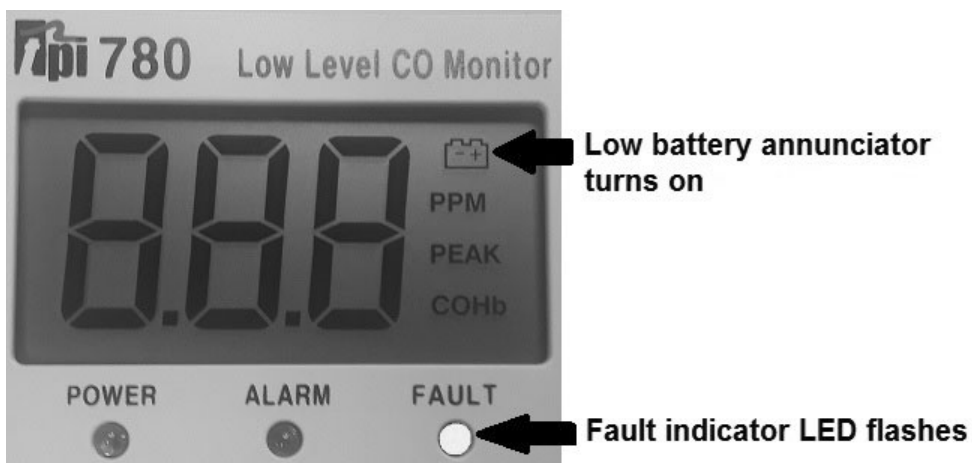 TPI 780 Low Level CO Monitor
8.8.8
- +
PPM
PEAK
COHb
POWER ALARM FAULT
Low battery annunciator
turns on
Fault indicator LED flashes